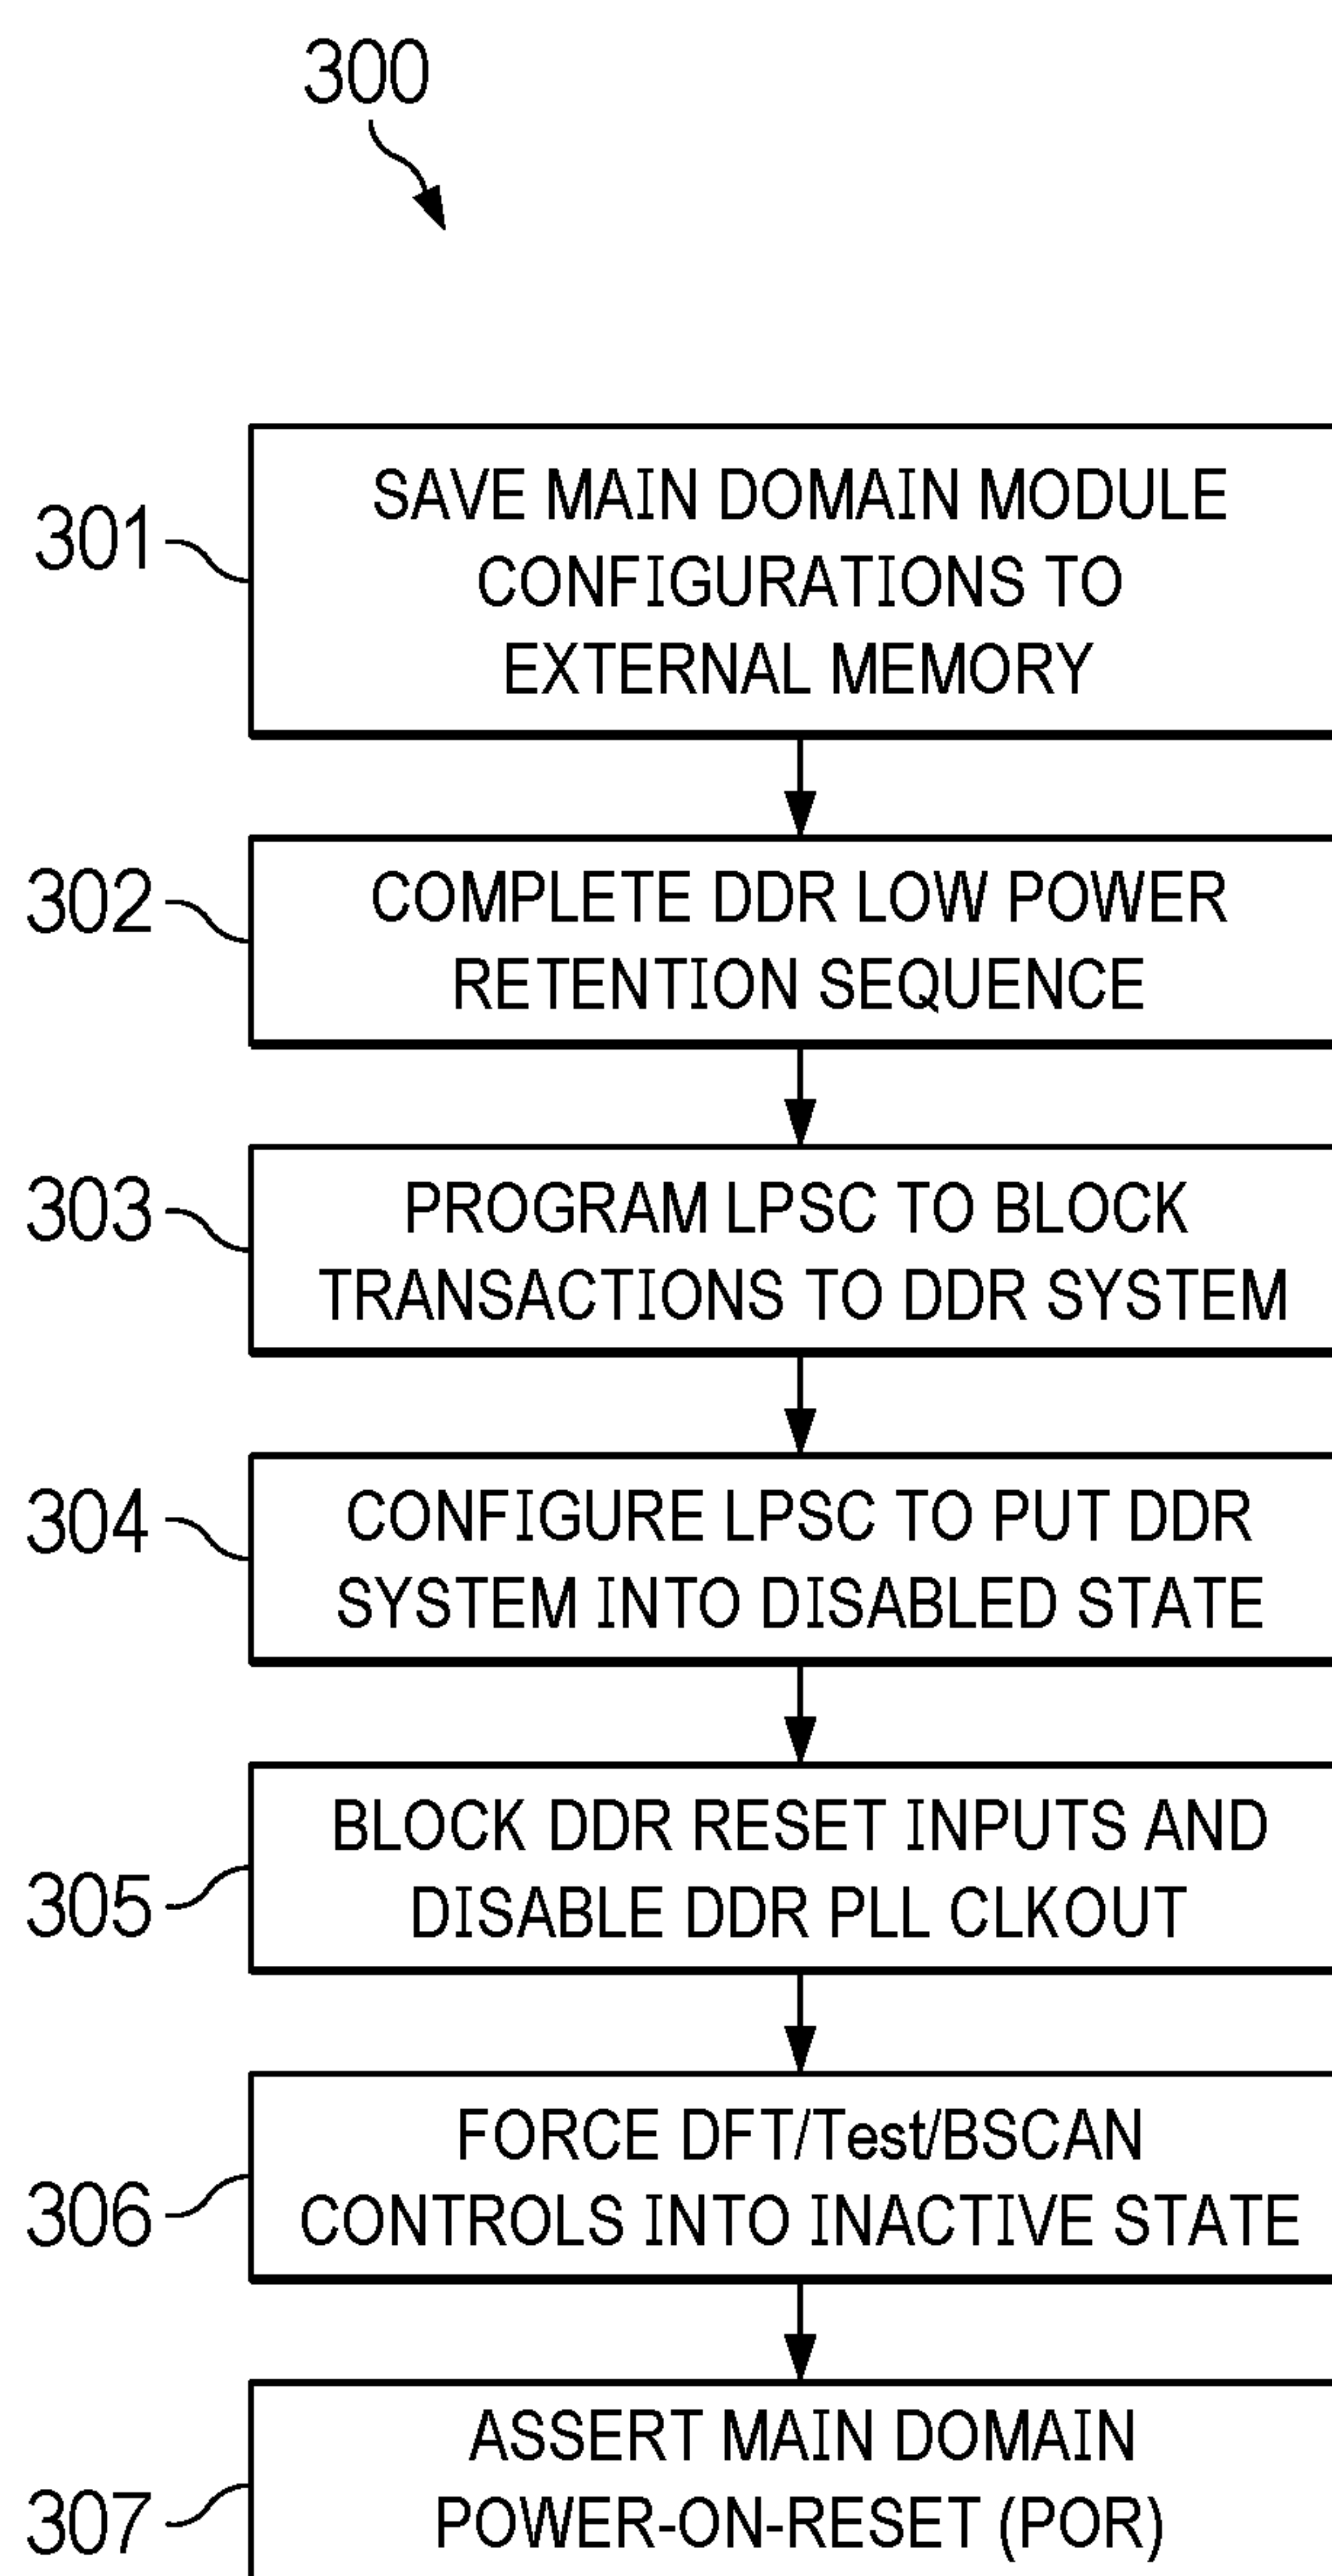 300
301
SAVE MAIN DOMAIN MODULE
CONFIGURATIONS TO
EXTERNAL MEMORY
302
COMPLETE DDR LOW POWER
RETENTION SEQUENCE
303
PROGRAM LPSC TO BLOCK
TRANSACTIONS TO DDR SYSTEM
304
CONFIGURE LPSC TO PUT DDR
SYSTEM INTO DISABLED STATE
305
BLOCK DDR RESET INPUTS AND
DISABLE DDR PLL CLKOUT
306
FORCE DFT/Test/BSCAN
CONTROLS INTO INACTIVE STATE
307
ASSERT MAIN DOMAIN
POWER-ON-RESET (POR)